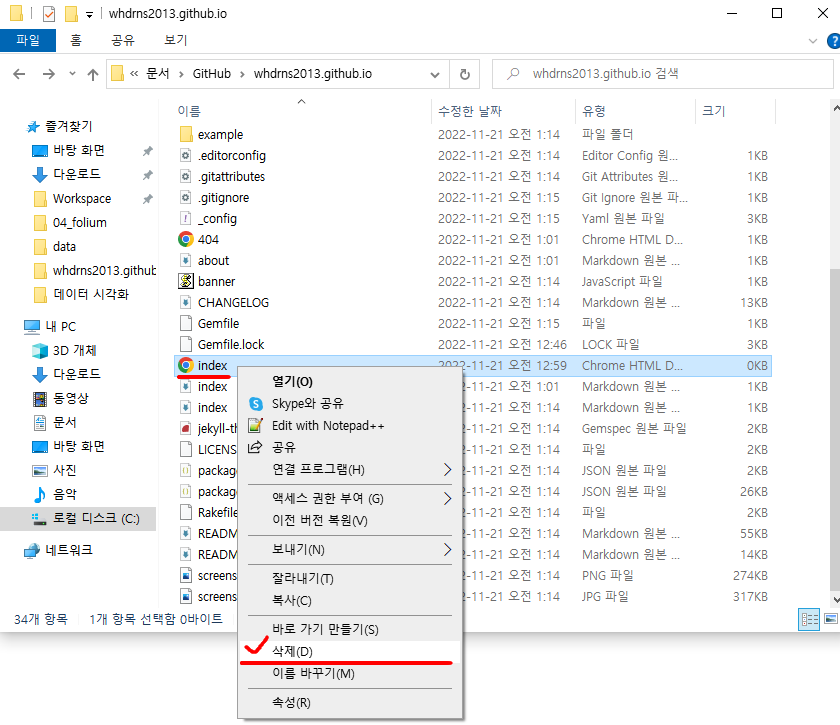 whdrns2013.github.io
파일 홈 공유 보기
« 문서 > GitHub > whdrns2013.github.io
whdrns2013.github.io 검색
이름 수정한 날짜 유형 크기
즐겨찾기
바탕 화면
다운로드
Workspace
04_folium
data
whdrns2013.github
데이터 시각화
내 PC
3D 개체
다운로드
동영상
문서
바탕 화면
사진
음악
로컬 디스크 (C:)
네트워크
example 2022-11-21 오전 1:14 파일 폴더
.editorconfig 2022-11-21 오전 1:14 Editor Config 원... 1KB
.gitattributes 2022-11-21 오전 1:14 Git Attributes 원... 1KB
.gitignore 2022-11-21 오전 1:15 Git Ignore 원본 파... 1KB
_config 2022-11-21 오전 1:15 Yaml 원본 파일 3KB
404 2022-11-21 오전 1:01 Chrome HTML D... 1KB
about 2022-11-21 오전 1:01 Markdown 원본 ... 1KB
banner 2022-11-21 오전 1:14 JavaScript 파일 1KB
CHANGELOG 2022-11-21 오전 1:14 Markdown 원본 ... 13KB
Gemfile 2022-11-21 오전 1:15 파일 1KB
Gemfile.lock 2022-11-21 오전 12:46 LOCK 파일 3KB
index 2022-11-21 오전 12:59 Chrome HTML D... 0KB
index 2-11-21 오전 1:01 Markdown 원본 ... 1KB
index 2-11-21 오전 1:14 Markdown 원본 ... 1KB
jekyll-th 2-11-21 오전 1:14 Gemspec 원본 파일 2KB
LICENS 2-11-21 오전 1:14 파일 2KB
packag 2-11-21 오전 1:14 JSON 원본 파일 2KB
packag 2-11-21 오전 1:14 JSON 원본 파일 26KB
Rakefile 2-11-21 오전 1:14 파일 2KB
READM 2-11-21 오전 1:14 Markdown 원본 ... 55KB
READM 2-11-21 오전 1:14 Markdown 원본 ... 14KB
screens 2-11-21 오전 1:14 PNG 파일 274KB
screens 2-11-21 오전 1:14 JPG 파일 317KB
열기(O)
Skype와 공유
Edit with Notepad++
공유
연결 프로그램(H)
액세스 권한 부여 (G)
이전 버전 복원(V)
보내기(N)
잘라내기(T)
복사(C)
바로 가기 만들기(S)
삭제(D)
이름 바꾸기(M)
속성(R)
34개 항목 1개 항목 선택함 0바이트